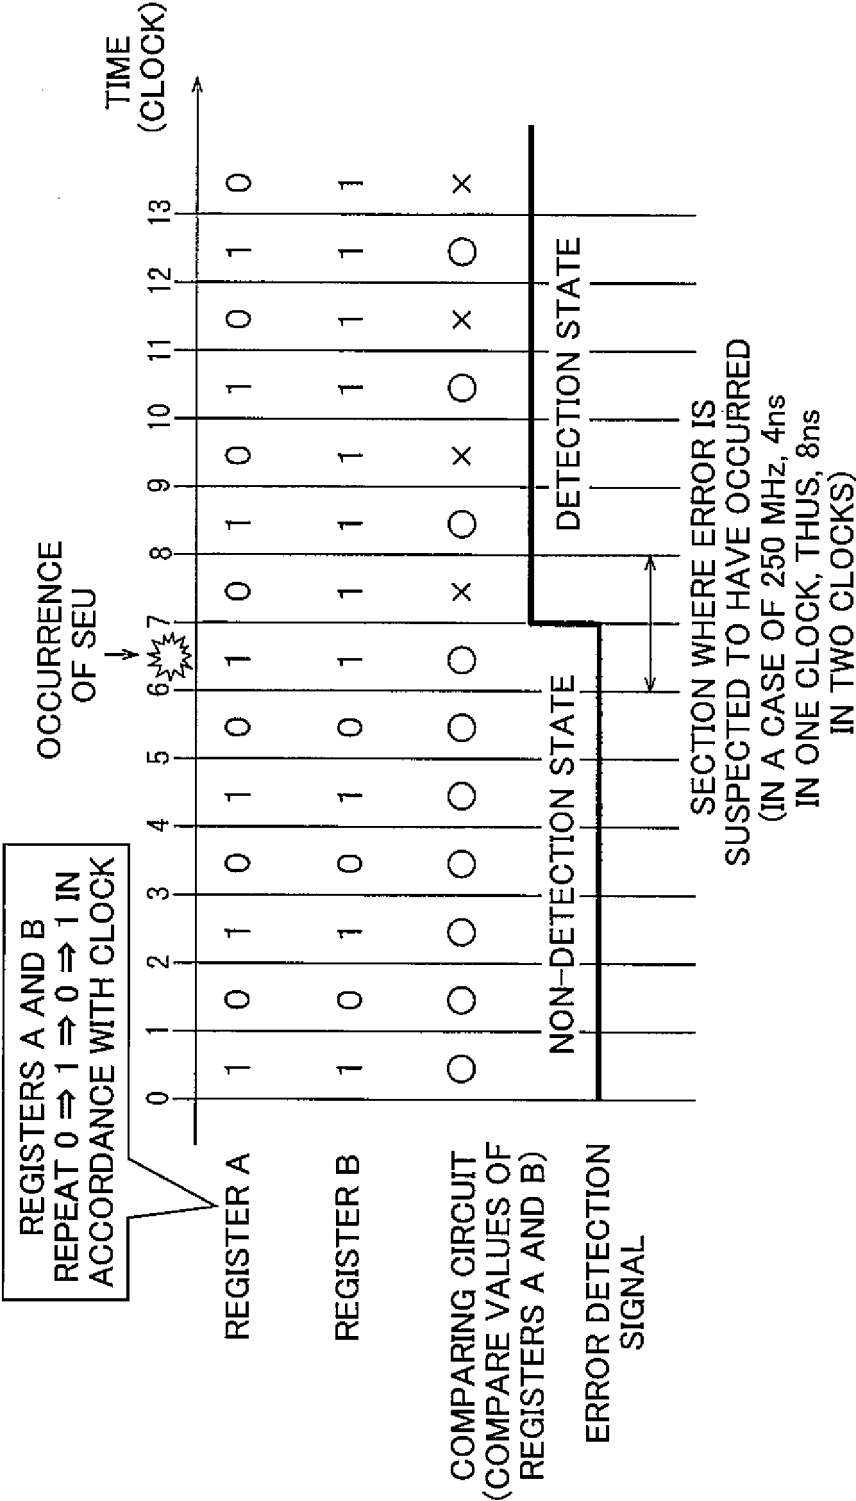 REGISTERS A AND B
REPEAT 0 ⇒ 1 ⇒ 0 ⇒ 1 IN
ACCORDANCE WITH CLOCK
OCCURRENCE
OF SEU
TIME
(CLOCK)
0 1 2 3 4 5 6 7 8 9 10 11 12 13
REGISTER A 1 0 1 0 1 0 1 0 1 0 1 0 1 0
REGISTER B 1 0 1 0 1 0 1 1 1 1 1 1 1 1
COMPARING CIRCUIT
(COMPARE VALUES OF
REGISTERS A AND B)
○ ○ ○ ○ ○ ○ ○ × ○ × ○ × ○ ×
ERROR DETECTION
SIGNAL
NON-DETECTION STATE
DETECTION STATE
SECTION WHERE ERROR IS
SUSPECTED TO HAVE OCCURRED
(IN A CASE OF 250 MHz, 4ns
IN ONE CLOCK, THUS, 8ns
IN TWO CLOCKS)